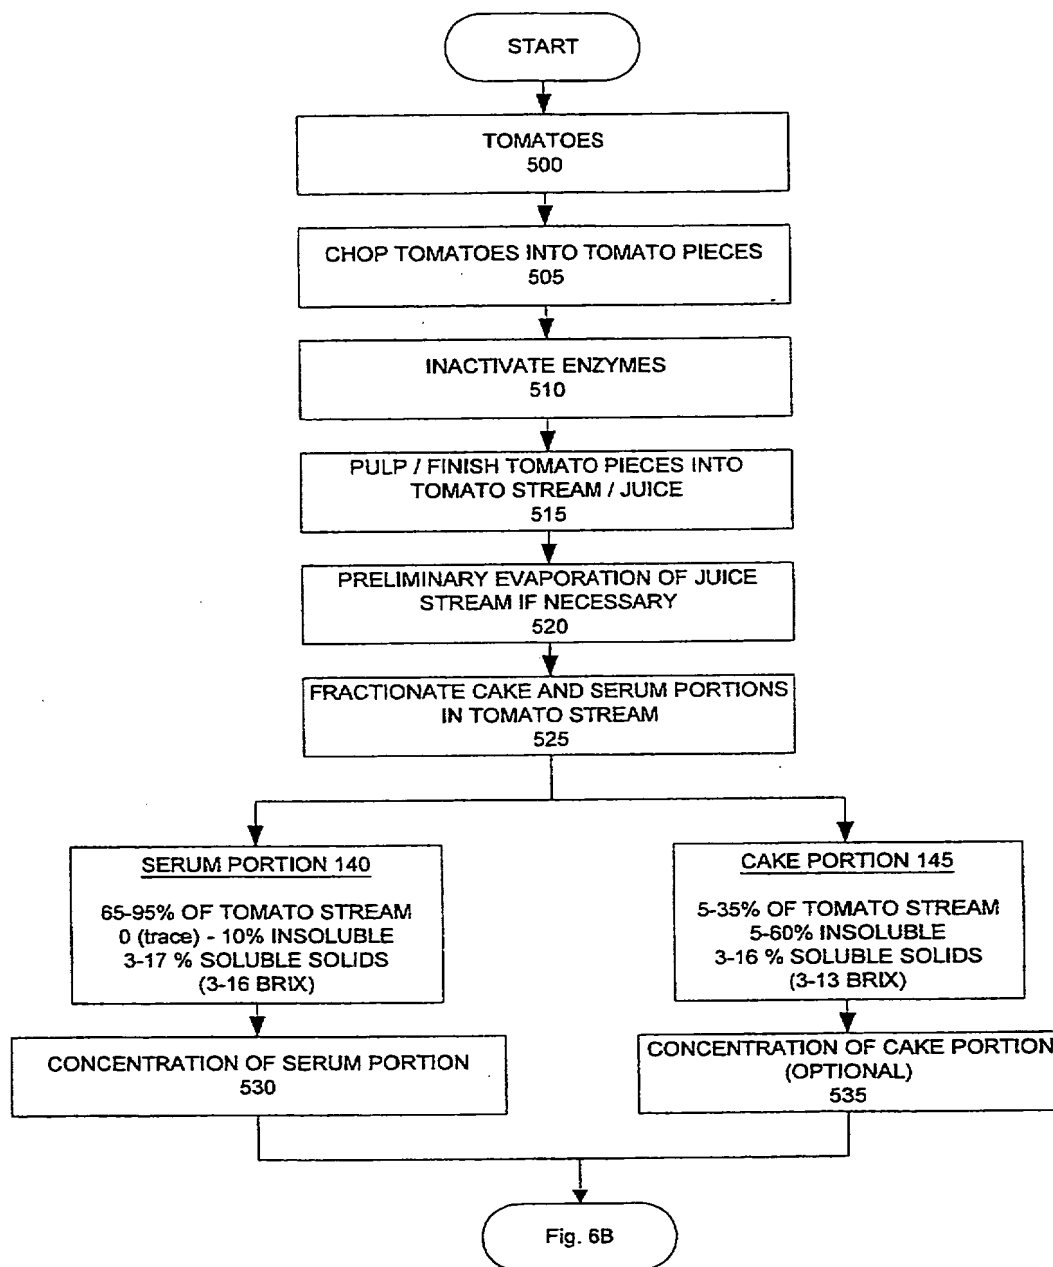 START
TOMATOES
500
CHOP TOMATOES INTO TOMATO PIECES
505
INACTIVATE ENZYMES
510
PULP / FINISH TOMATO PIECES INTO
TOMATO STREAM / JUICE
515
PRELIMINARY EVAPORATION OF JUICE
STREAM IF NECESSARY
520
FRACTIONATE CAKE AND SERUM PORTIONS
IN TOMATO STREAM
525
SERUM PORTION 140
65-95% OF TOMATO STREAM
0 (trace) - 10% INSOLUBLE
3-17 % SOLUBLE SOLIDS
(3-16 BRIX)
CAKE PORTION 145
5-35% OF TOMATO STREAM
5-60% INSOLUBLE
3-16 % SOLUBLE SOLIDS
(3-13 BRIX)
CONCENTRATION OF SERUM PORTION
530
CONCENTRATION OF CAKE PORTION
(OPTIONAL)
535
Fig. 6B